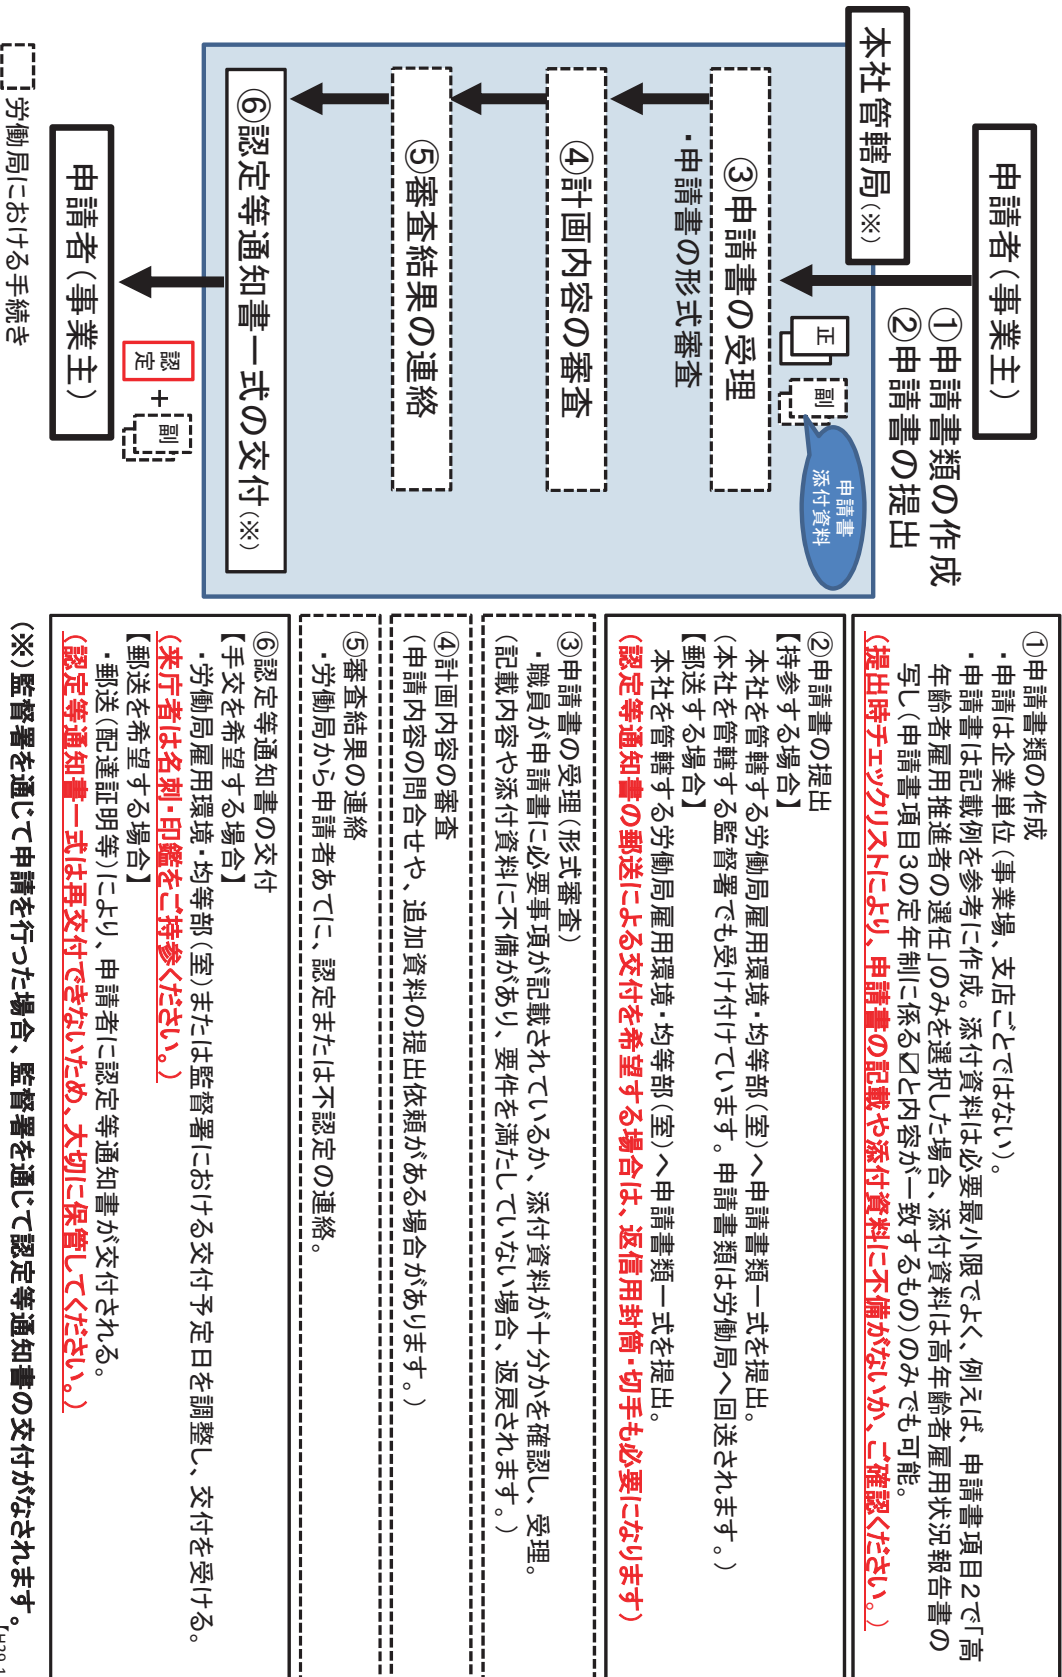 申請者(事業主)
①申請書類の作成
②申請書の提出
本社管轄局(※)
正
副
申請書
添付資料
③申請書の受理
・申請書の形式審査
④計画内容の審査
⑤審査結果の連絡
⑥認定等通知書一式の交付(※)
認定
+
副
申請者(事業主)
労働局における手続き
①申請書類の作成
・申請は企業単位(事業場、支店ごとではない)。
・申請書は記載例を参考に作成。添付資料は必要最小限でよく、例えば、申請書項目2で「高
年齢者雇用推進者の選任」のみを選択した場合、添付資料は高年齢者雇用状況報告書の
写し(申請書項目3の定年制に係る☑と内容が一致するもの)のみでも可能。
(提出時チェックリストにより、申請書の記載や添付資料に不備がないか、ご確認ください。)
②申請書の提出
【持参する場合】
本社を管轄する労働局雇用環境・均等部(室)へ申請書類一式を提出。
(本社を管轄する監督署でも受け付けています。申請書類は労働局へ回送されます。)
【郵送する場合】
本社を管轄する労働局雇用環境・均等部(室)へ申請書類一式を提出。
(認定等通知書の郵送による交付を希望する場合は、返信用封筒・切手も必要になります)
③申請書の受理(形式審査)
・職員が申請書に必要事項が記載されているか、添付資料が十分かを確認し、受理。
(記載内容や添付資料に不備があり、要件を満たしていない場合、返戻されます。)
④計画内容の審査
(申請内容の問合せや、追加資料の提出依頼がある場合があります。)
⑤審査結果の連絡
・労働局から申請者あてに、認定または不認定の連絡。
⑥認定等通知書の交付
【手交を希望する場合】
・労働局雇用環境・均等部(室)または監督署における交付予定日を調整し、交付を受ける。
(来庁者は名刺・印鑑をご持参ください。)
【郵送を希望する場合】
・郵送(配達証明等)により、申請者に認定等通知書が交付される。
(認定等通知書一式は再交付できないため、大切に保管してください。)
(※)監督署を通じて申請を行った場合、監督署を通じて認定等通知書の交付がなされます。